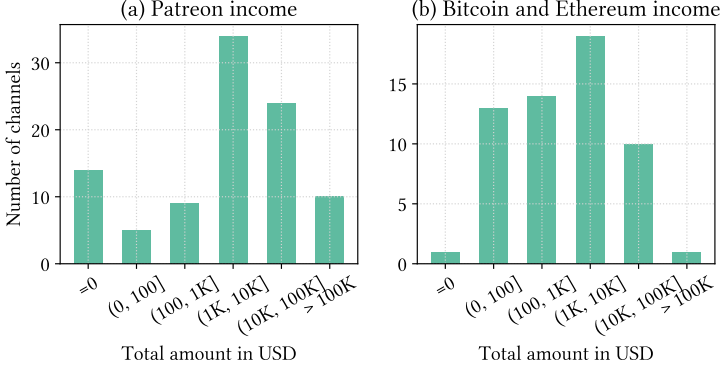 (a) Patreon income
Number of channels
30
20
10
0
=0
(0, 100]
(100, 1K]
(1K, 10K]
(10K, 100K]
> 100K
Total amount in USD
(b) Bitcoin and Ethereum income
15
10
5
0
=0
(0, 100]
(100, 1K]
(1K, 10K]
(10K, 100K]
> 100K
Total amount in USD